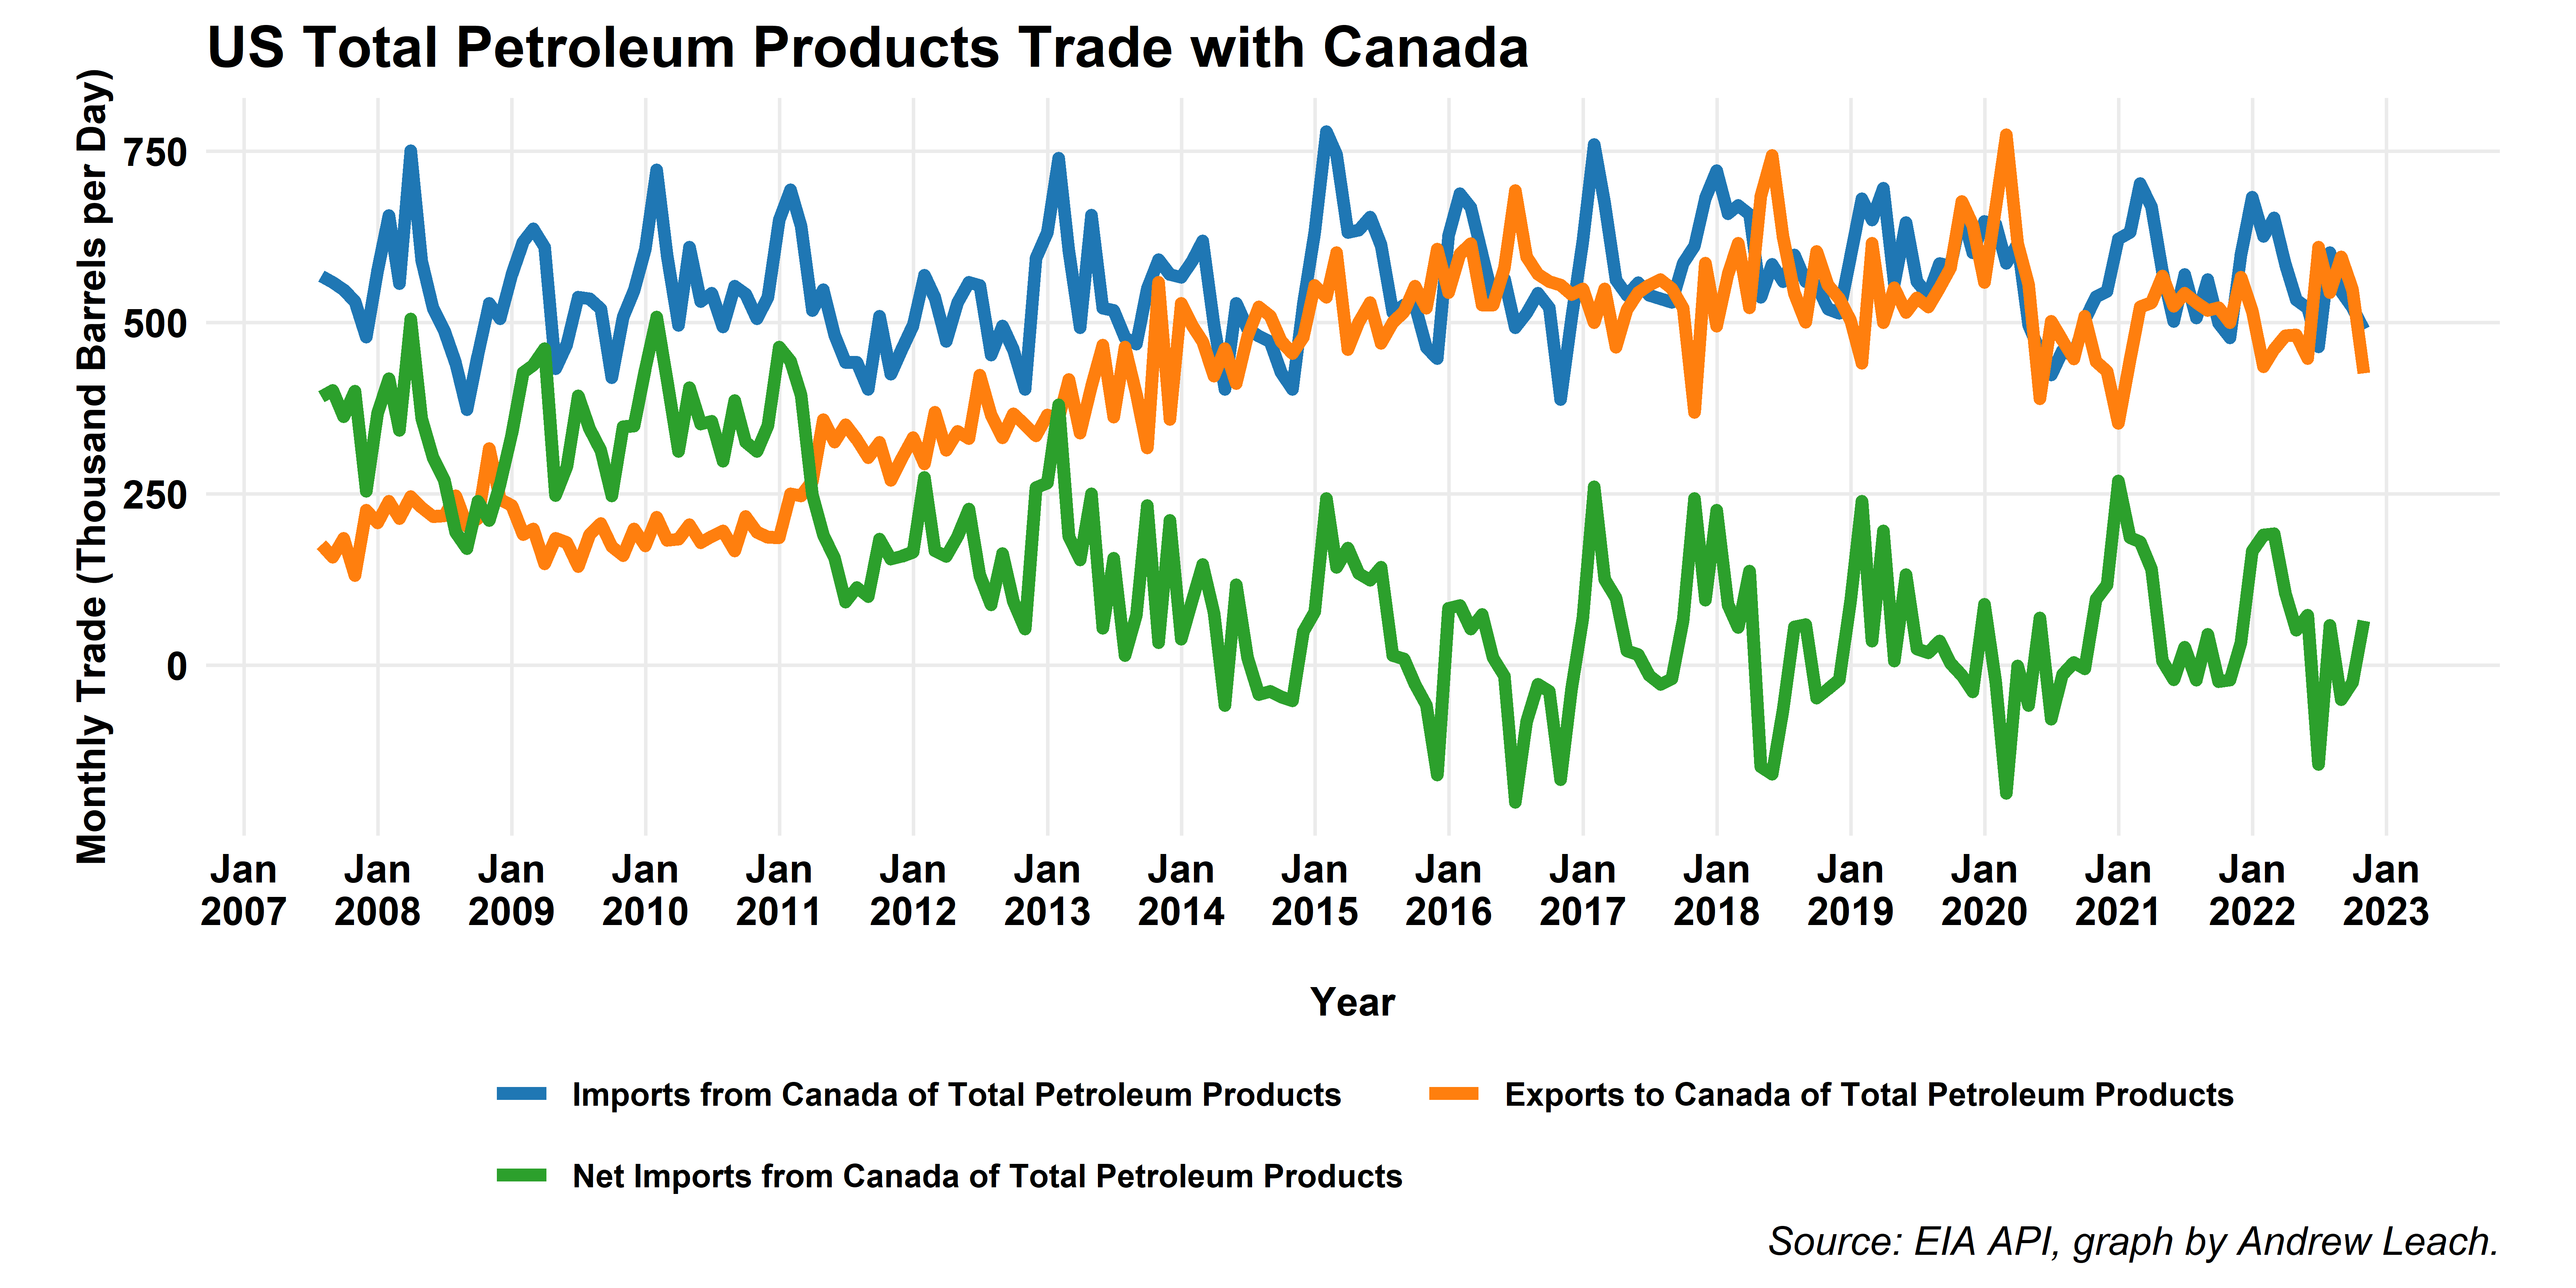 US Total Petroleum Products Trade with Canada
Monthly Trade (Thousand Barrels per Day)
750
500
250
0
Jan 2007
Jan 2008
Jan 2009
Jan 2010
Jan 2011
Jan 2012
Jan 2013
Jan 2014
Jan 2015
Jan 2016
Jan 2017
Jan 2018
Jan 2019
Jan 2020
Jan 2021
Jan 2022
Jan 2023
Year
Imports from Canada of Total Petroleum Products
Exports to Canada of Total Petroleum Products
Net Imports from Canada of Total Petroleum Products
Source: EIA API, graph by Andrew Leach.